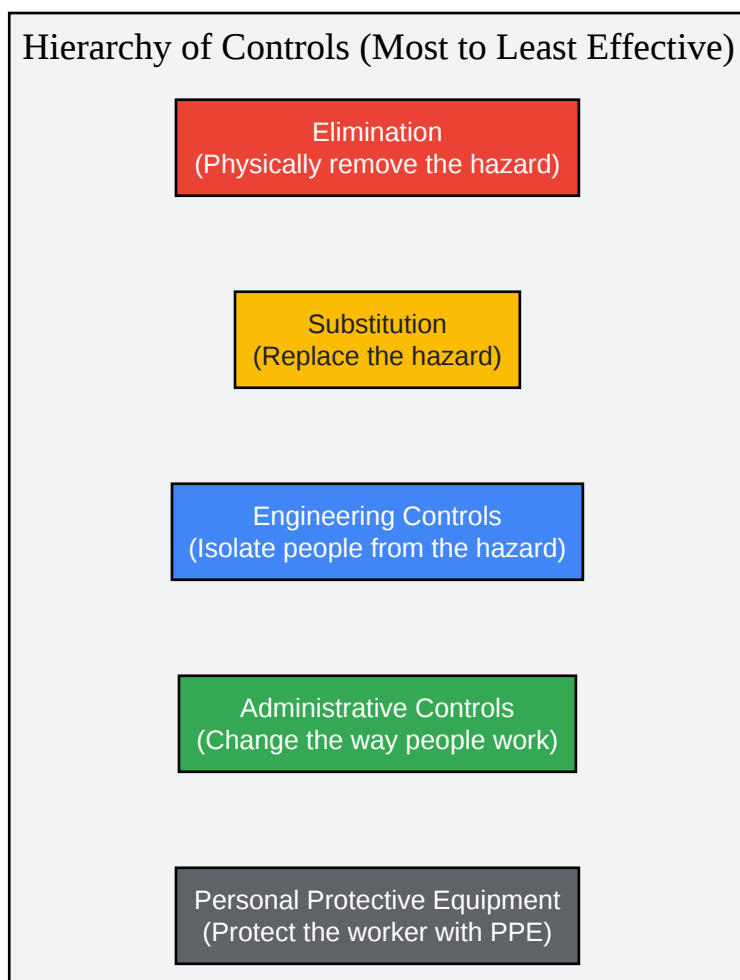 Hierarchy of Controls (Most to Least Effective)
Elimination
(Physically remove the hazard)
Substitution
(Replace the hazard)
Engineering Controls
(Isolate people from the hazard)
Administrative Controls
(Change the way people work)
Personal Protective Equipment
(Protect the worker with PPE)